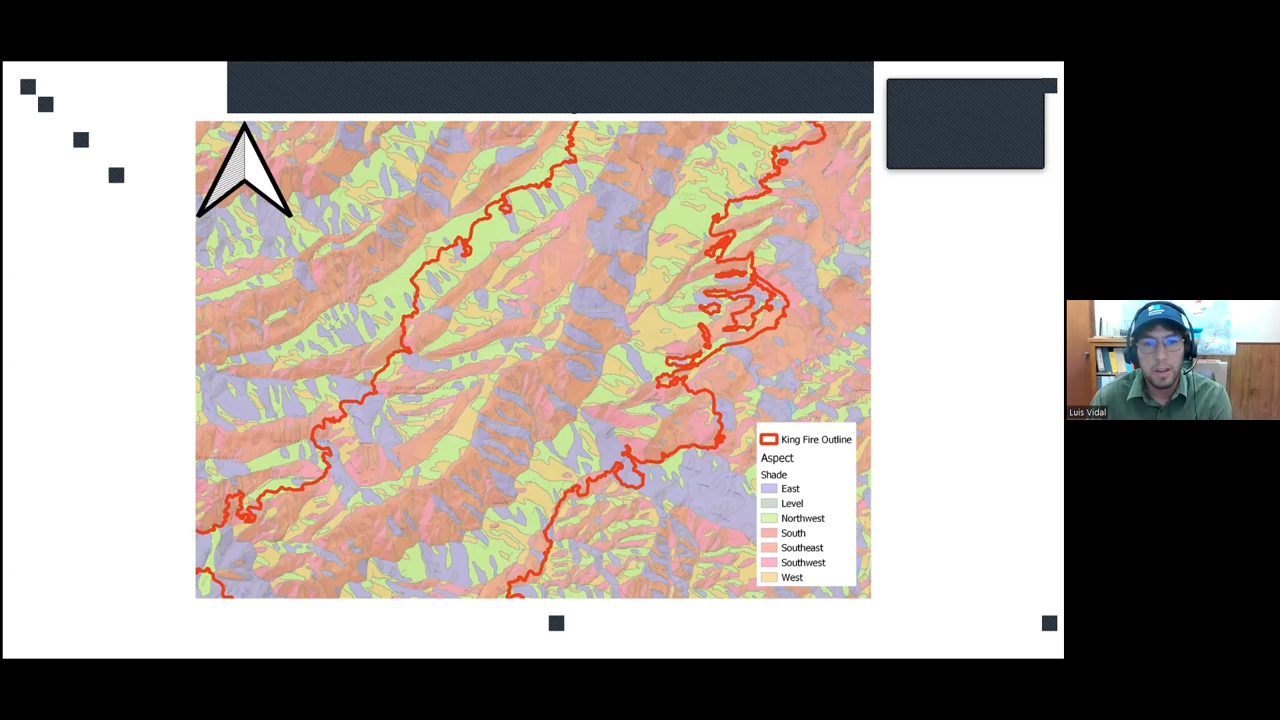 King Fire Outline
Aspect
Shade
East
Level
Northwest
South
Southeast
Southwest
West
Luis Vidal